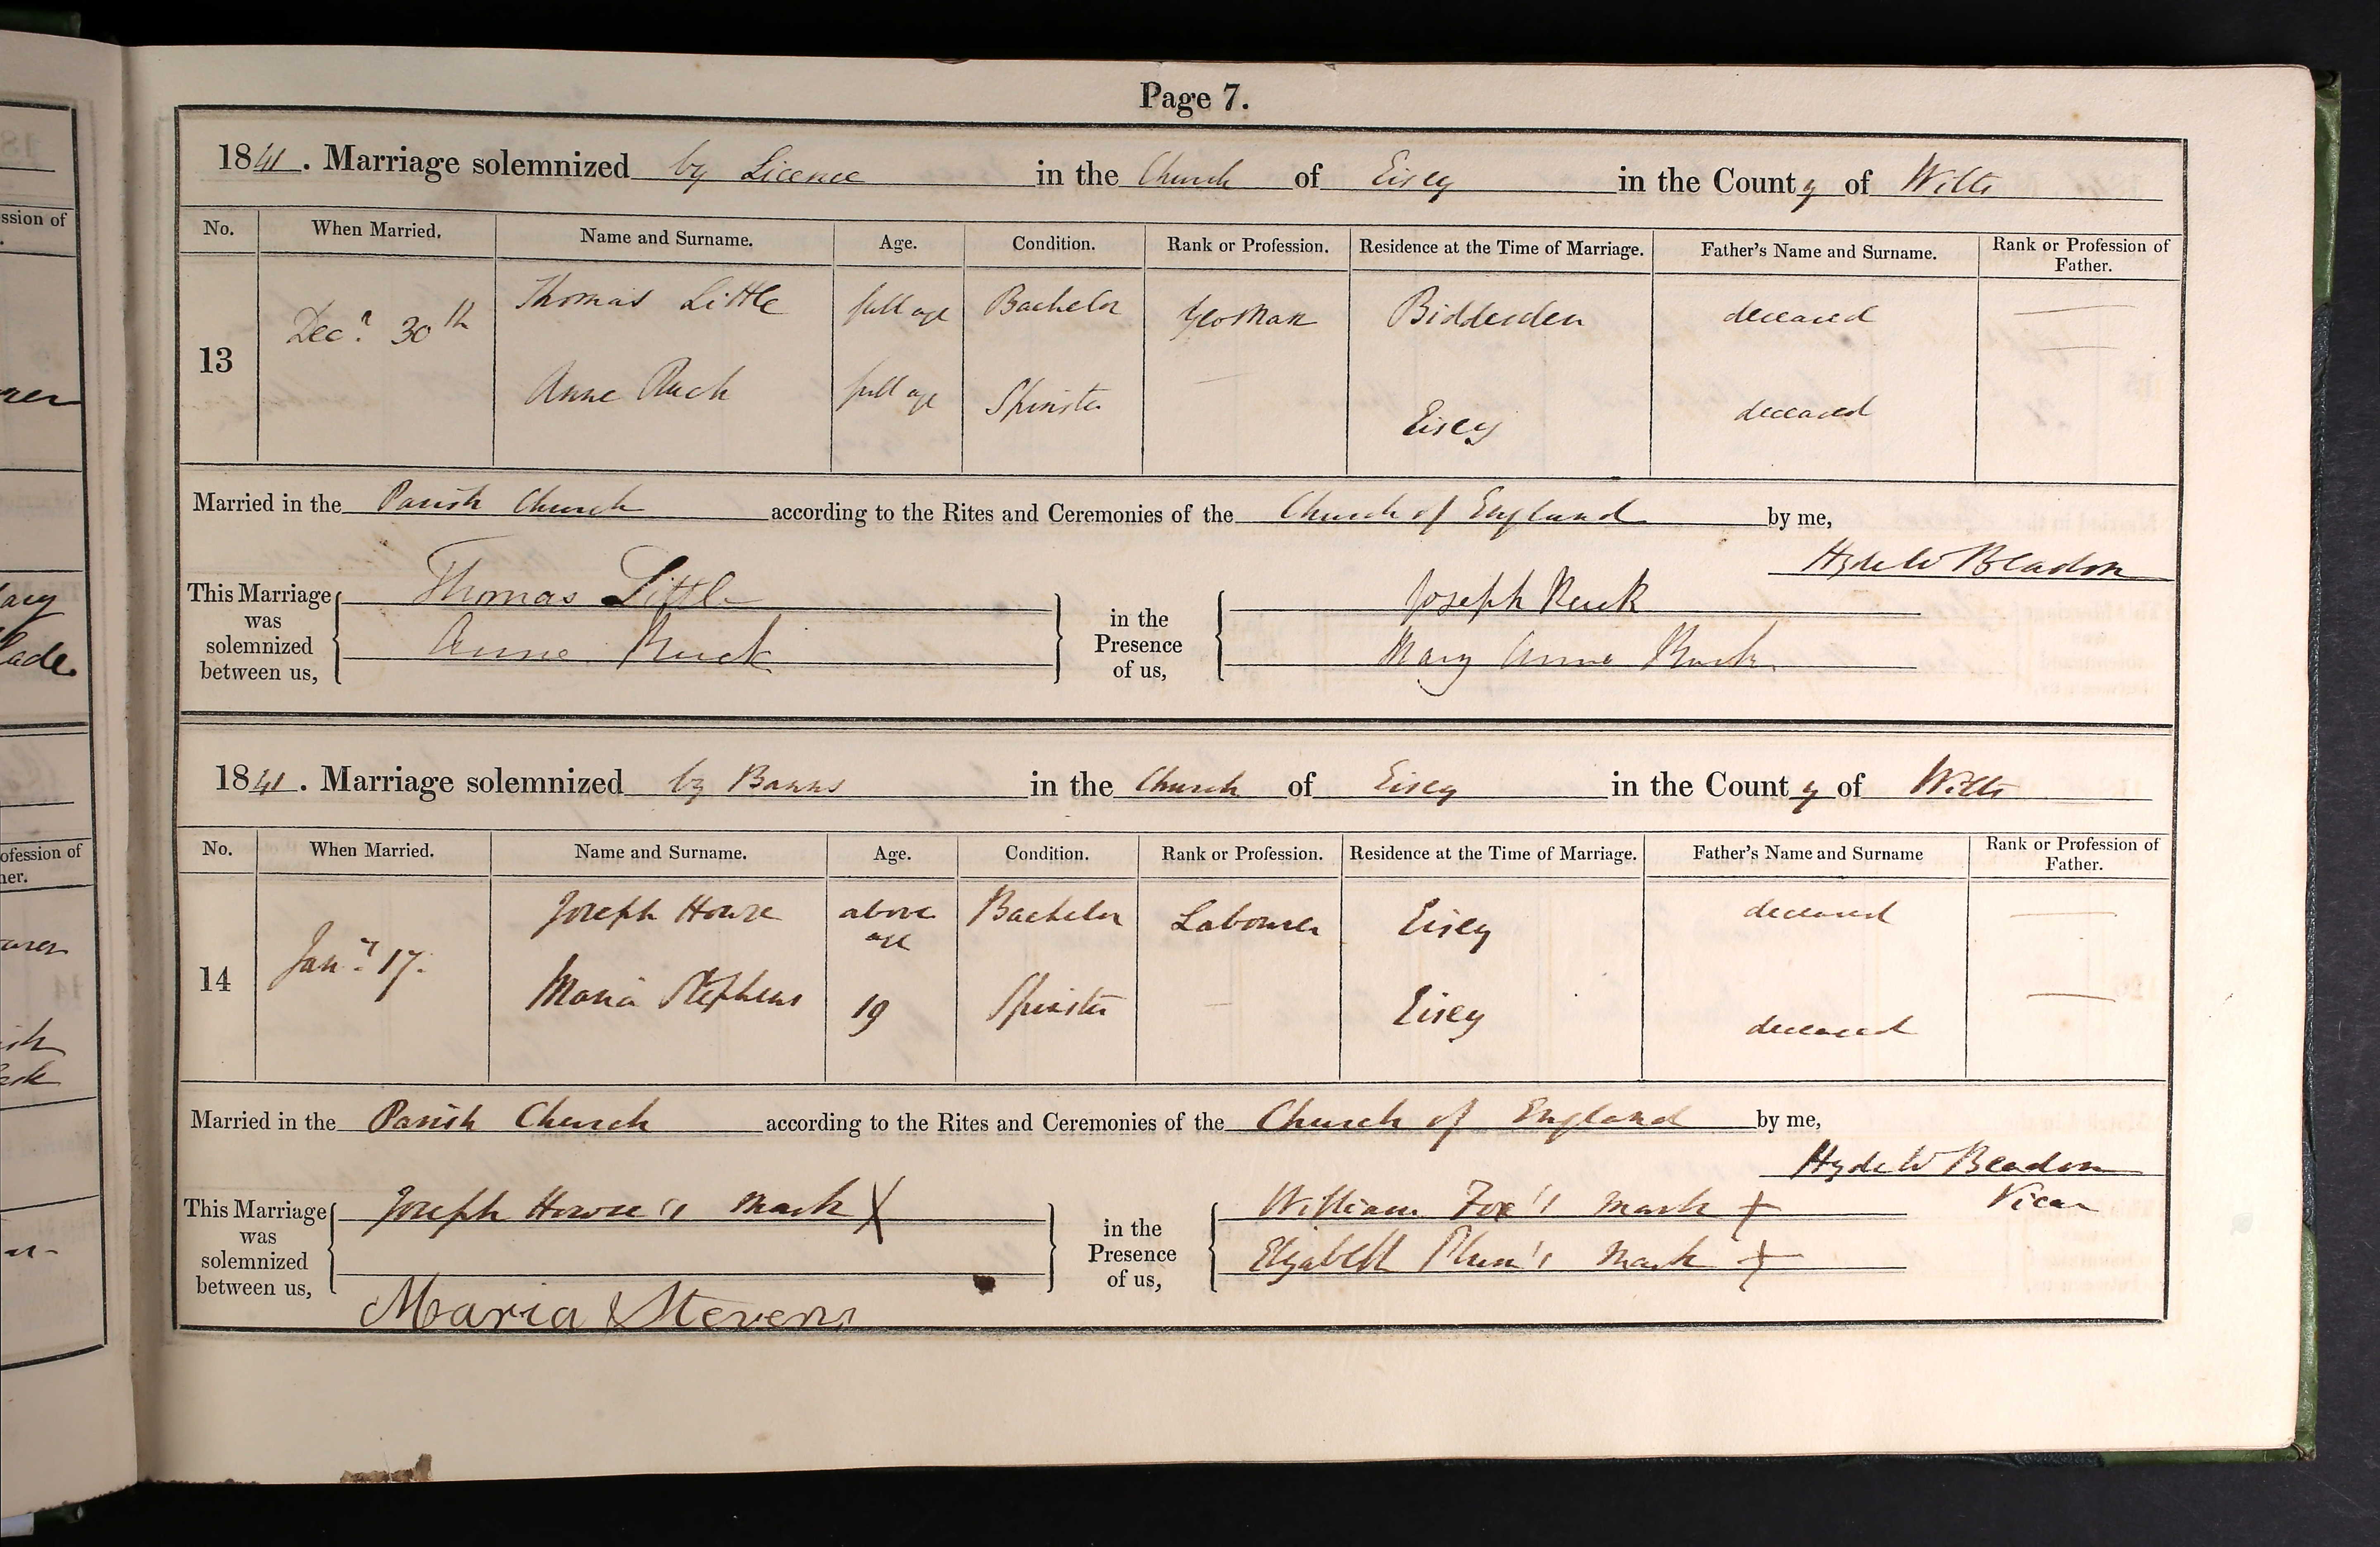 Page 7.
1841. Marriage solemnized by Licence in the Church of Eisey in the County of Wilts
No. When Married. Name and Surname. Age. Condition. Rank or Profession. Residence at the Time of Marriage. Father's Name and Surname. Rank or Profession of Father.
13 Decr 30th Thomas Little full age Bachelor Yeoman Biddesden deceased —
Anne Ruck full age Spinster — Eisey deceased —
Married in the Parish Church according to the Rites and Ceremonies of the Church of England by me,
Hyde W Beadon
This Marriage was solemnized between us, Thomas Little in the Presence of us, Joseph Ruck
Anne Ruck Mary Anne Ruck
1841. Marriage solemnized by Banns in the Church of Eisey in the County of Wilts
No. When Married. Name and Surname. Age. Condition. Rank or Profession. Residence at the Time of Marriage. Father's Name and Surname Rank or Profession of Father.
14 Jany 17. Joseph Howse above age Bachelor Labourer Eisey deceased —
Maria Stephens 19 Spinster — Eisey deceased —
Married in the Parish Church according to the Rites and Ceremonies of the Church of England by me,
Hyde W Beadon
Vicar
This Marriage was solemnized between us, Joseph Howse's mark X in the Presence of us, William Fox's mark +
Elizabeth Plum's mark +
Maria Stevens